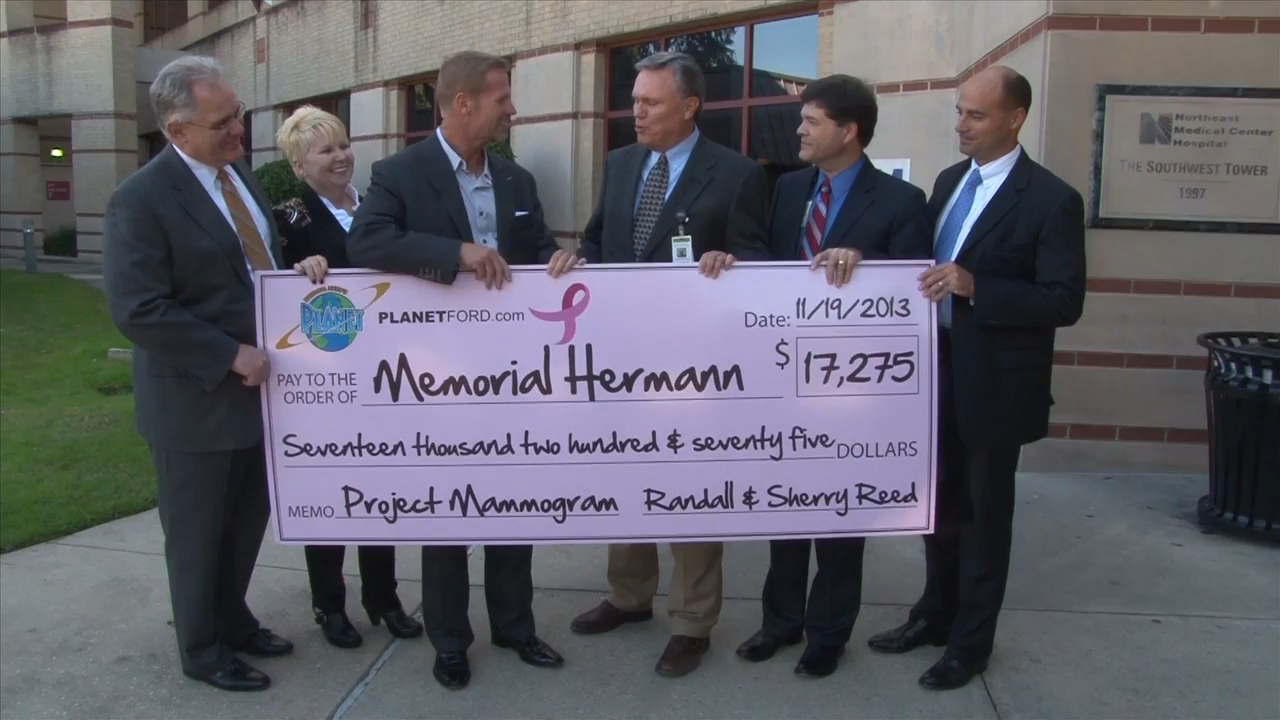 PLANET
PLANETFORD.com
Date: 11/19/2013
PAY TO THE
ORDER OF Memorial Hermann $ 17,275
Seventeen thousand two hundred & seventy five DOLLARS
MEMO Project Mammogram Randall & Sherry Reed
N Northeast
Medical Center
Hospital
THE SOUTHWEST TOWER
1997